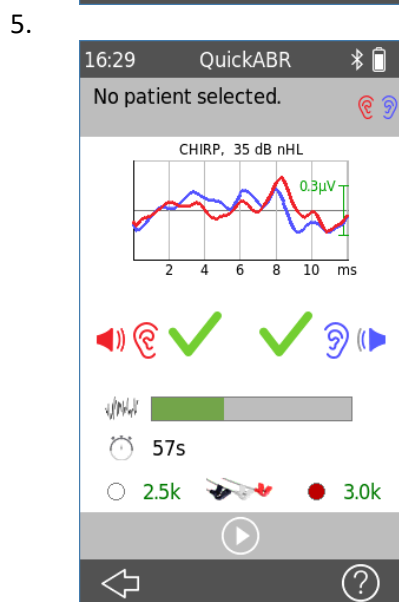 5.
16:29 QuickABR
No patient selected.
CHIRP, 35 dB nHL
0.3µV
2 4 6 8 10 ms
57s
2.5k 3.0k
?